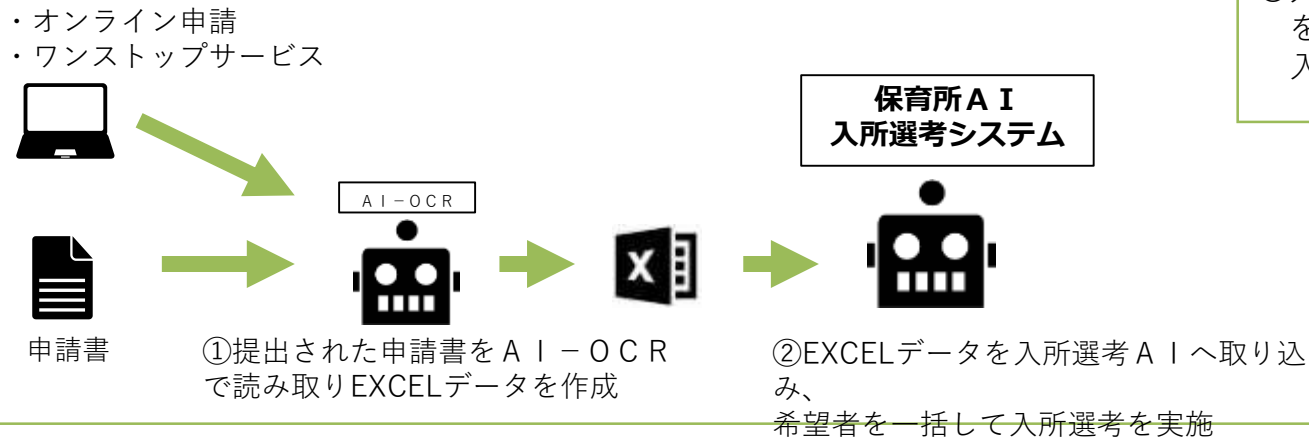 ・オンライン申請
・ワンストップサービス
を
入
保育所ＡＩ
入所選考システム
ＡＩ－ＯＣＲ
X
申請書
①提出された申請書をＡＩ－ＯＣＲ
で読み取りEXCELデータを作成
②EXCELデータを入所選考ＡＩへ取り込
み、
希望者を一括して入所選考を実施